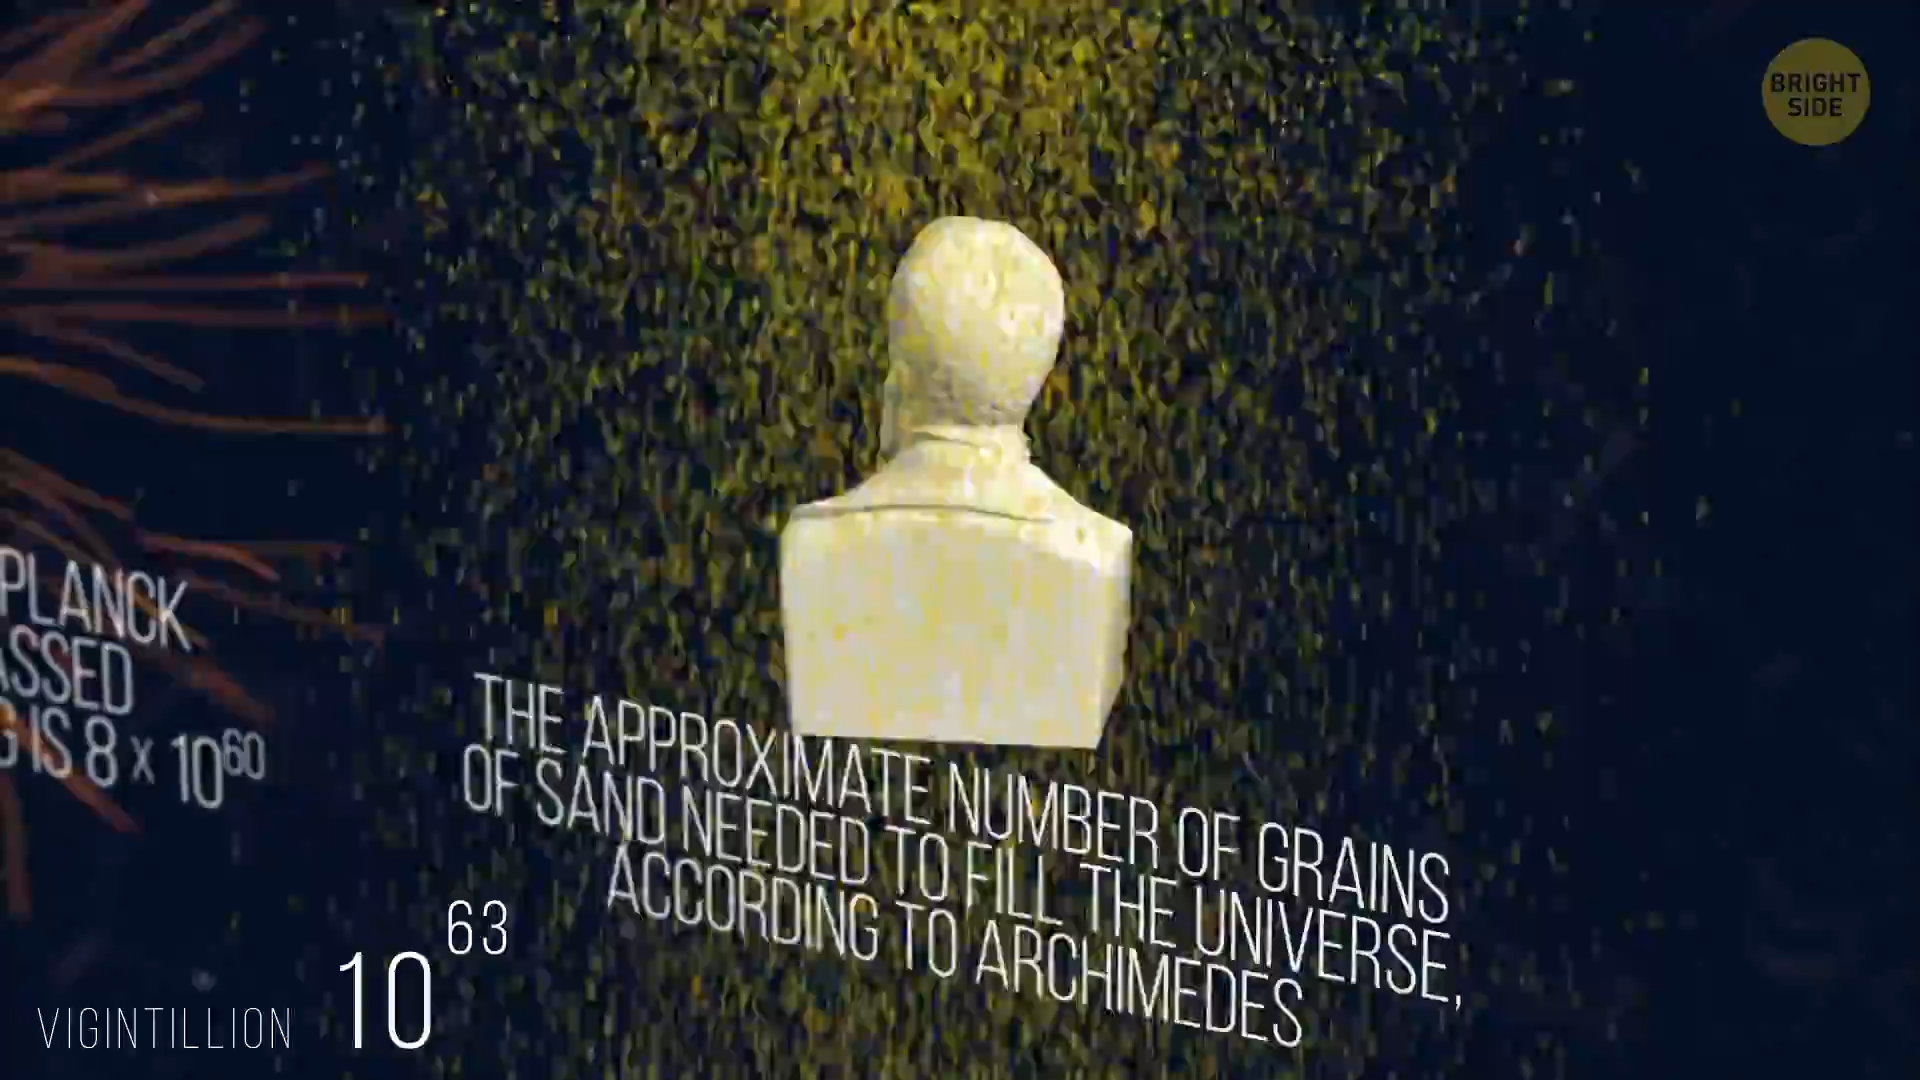 BRIGHT
SIDE
PLANCK
ASSED
G IS 8 x 10⁶⁰
THE APPROXIMATE NUMBER OF GRAINS
OF SAND NEEDED TO FILL THE UNIVERSE,
ACCORDING TO ARCHIMEDES
VIGINTILLION 10⁶³